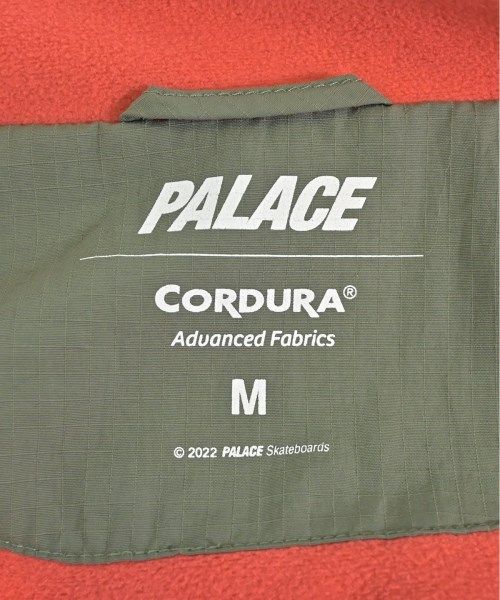 PALACE
CORDURA®
Advanced Fabrics
M
© 2022 PALACE Skateboards